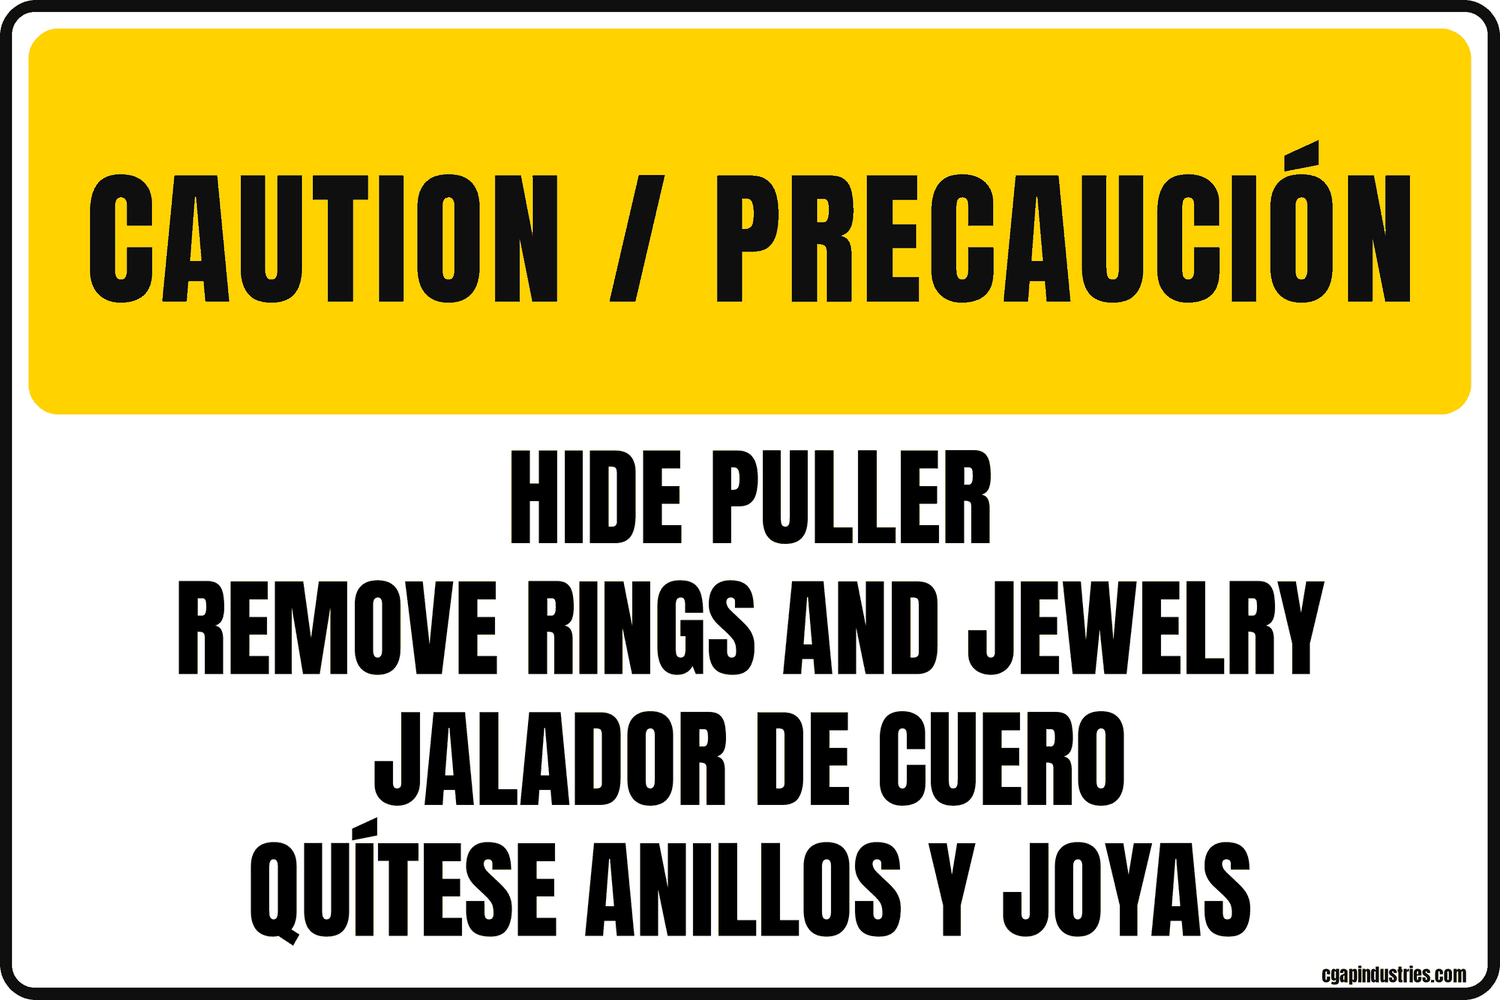 CAUTION / PRECAUCIÓN
HIDE PULLER
REMOVE RINGS AND JEWELRY
JALADOR DE CUERO
QUÍTESE ANILLOS Y JOYAS
cgapindustries.com